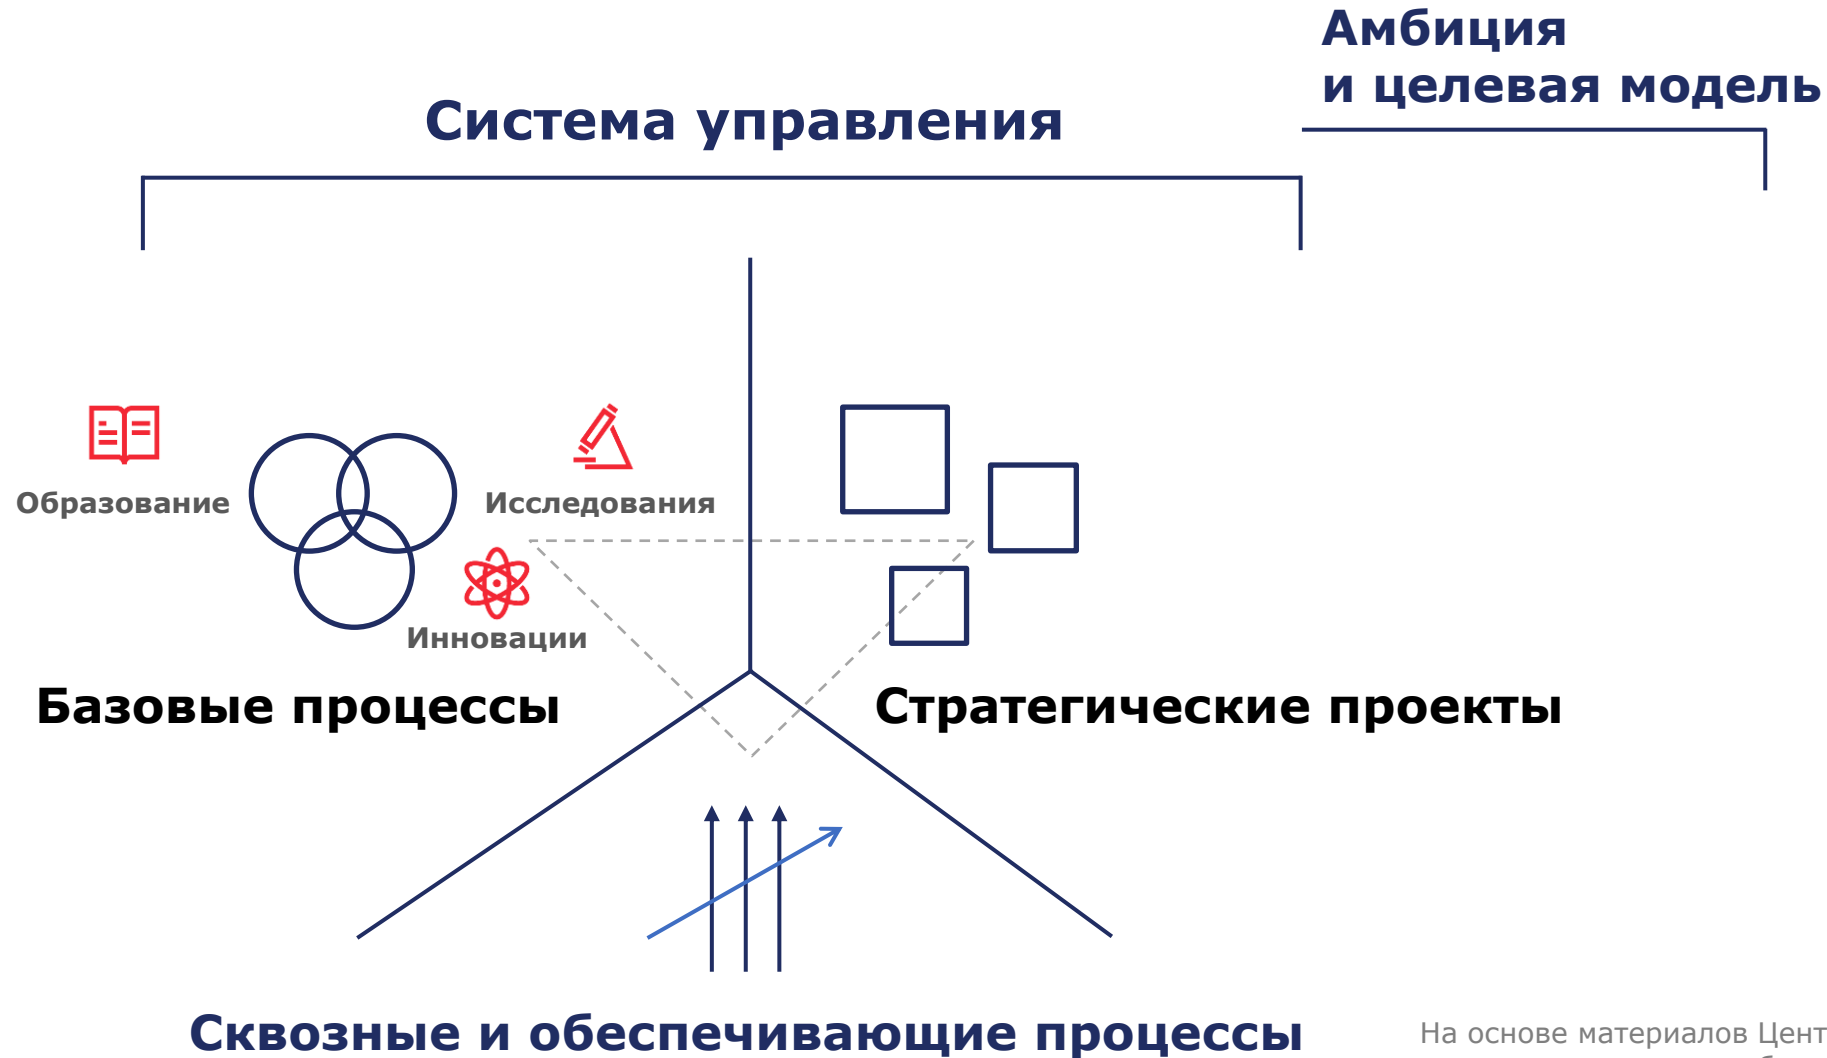 Амбиция
и целевая модель
Система управления
Образование
Исследования
Инновации
Базовые процессы
Стратегические проекты
Сквозные и обеспечивающие процессы
На основе материалов